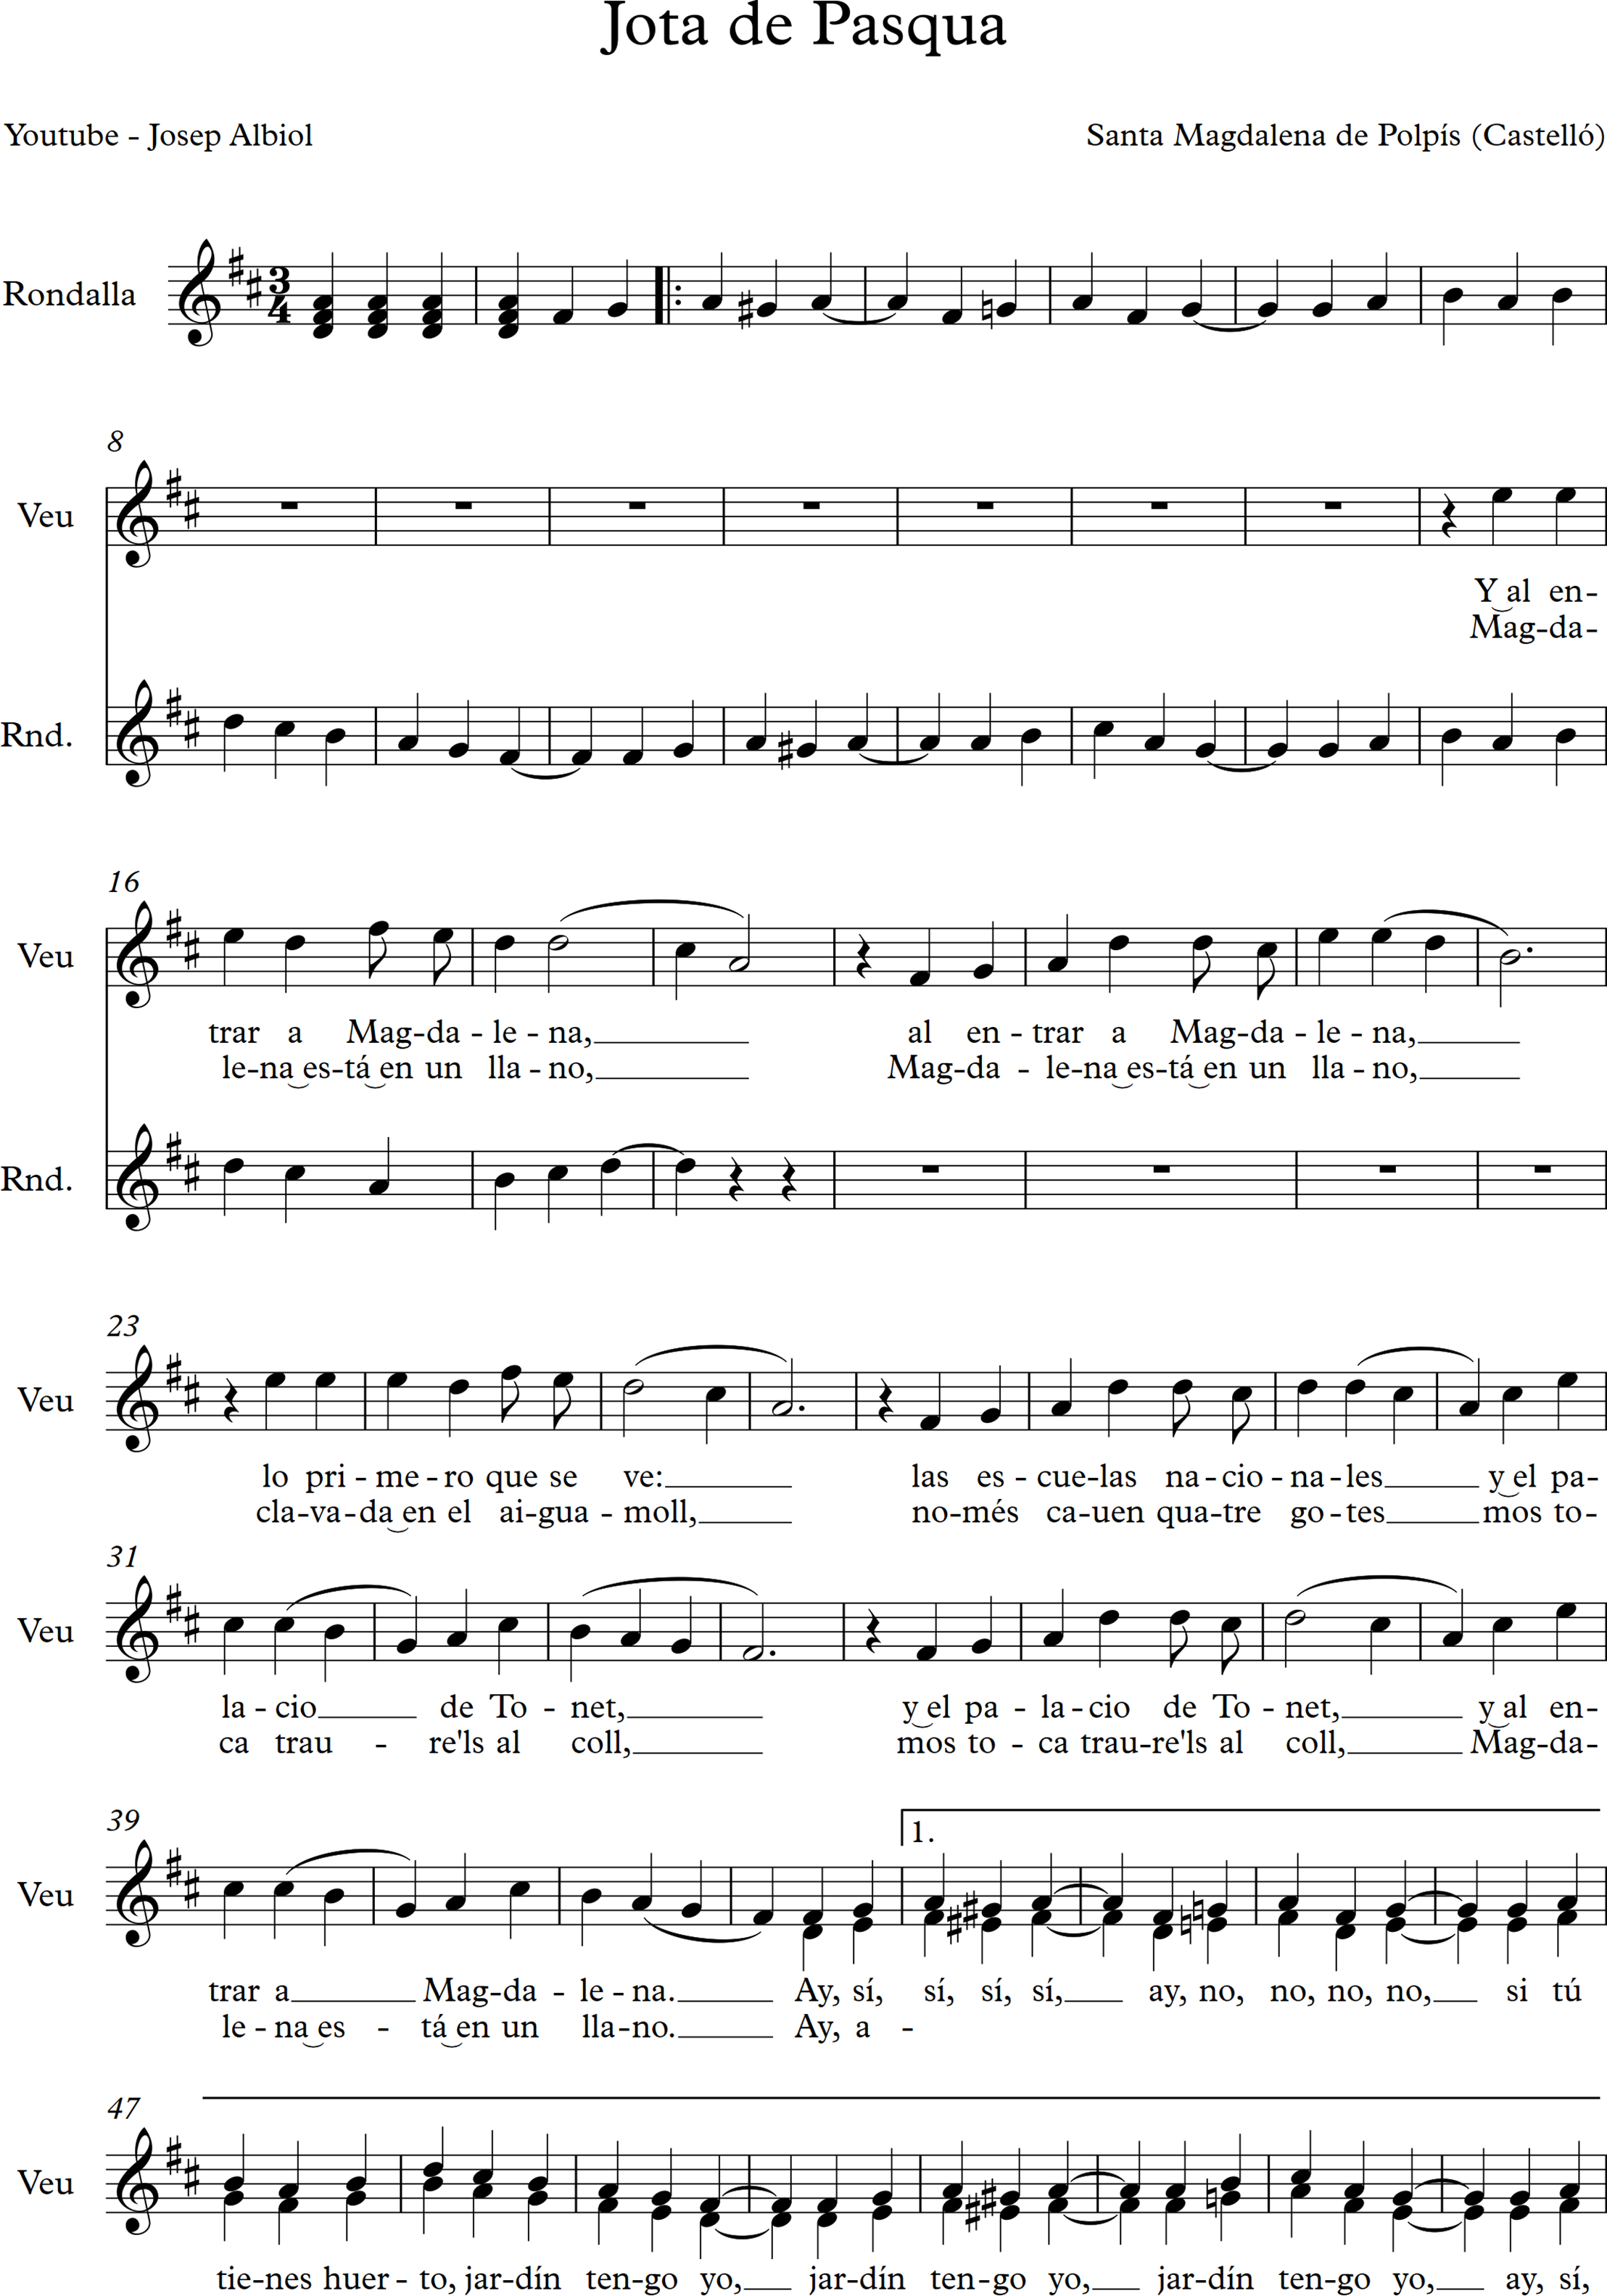 Jota de Pasqua
Youtube - Josep Albiol
Santa Magdalena de Polpís (Castelló)
Rondalla
3
4
8
Veu
Y al en-
Mag-da-
Rnd.
16
Veu
trar a Mag-da - le - na, al en - trar a Mag-da - le - na,
le-na es-tá en un lla - no, Mag-da - le-na es-tá en un lla - no,
Rnd.
23
Veu
lo pri - me - ro que se ve: las es - cue-las na-cio - na-les y el pa-
cla-va-da en el ai-gua - moll, no-més ca-uen qua-tre go-tes mos to-
31
Veu
la - cio de To - net, y el pa - la-cio de To - net, y al en-
ca trau - re'ls al coll, mos to - ca trau-re'ls al coll, Mag-da-
39
1.
Veu
trar a Mag-da - le - na. Ay, sí, sí, sí, sí, ay, no, no, no, no, si tú
le - na es - tá en un lla-no. Ay, a -
47
Veu
tie-nes huer - to, jar-dín ten-go yo, jar-dín ten-go yo, jar-dín ten-go yo, ay, sí,